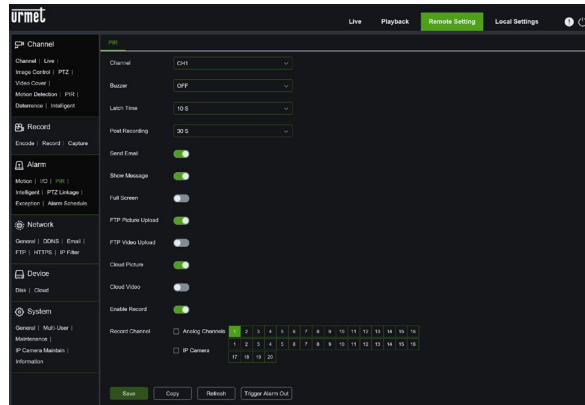 urmet
Live Playback Remote Setting Local Settings
Channel
Channel | Live |
Image Control | PTZ |
Video Cover |
Motion Detection | PIR |
Deterrence | Intelligent
Record
Encode | Record | Capture
Alarm
Motion | I/O | PIR |
Intelligent | PTZ Linkage |
Exception | Alarm Schedule
Network
General | DDNS | Email |
FTP | HTTPS | IP Filter
Device
Disk | Cloud
System
General | Multi-User |
Maintenance |
IP Camera Maintain |
Information
PIR
Channel CH1
Buzzer OFF
Latch Time 10 S
Post Recording 30 S
Send Email
Show Message
Full Screen
FTP Picture Upload
FTP Video Upload
Cloud Picture
Cloud Video
Enable Record
Record Channel Analog Channels 1 2 3 4 5 6 7 8 9 10 11 12 13 14 15 16
IP Camera 1 2 3 4 5 6 7 8 9 10 11 12 13 14 15 16
17 18 19 20
Save Copy Refresh Trigger Alarm Out